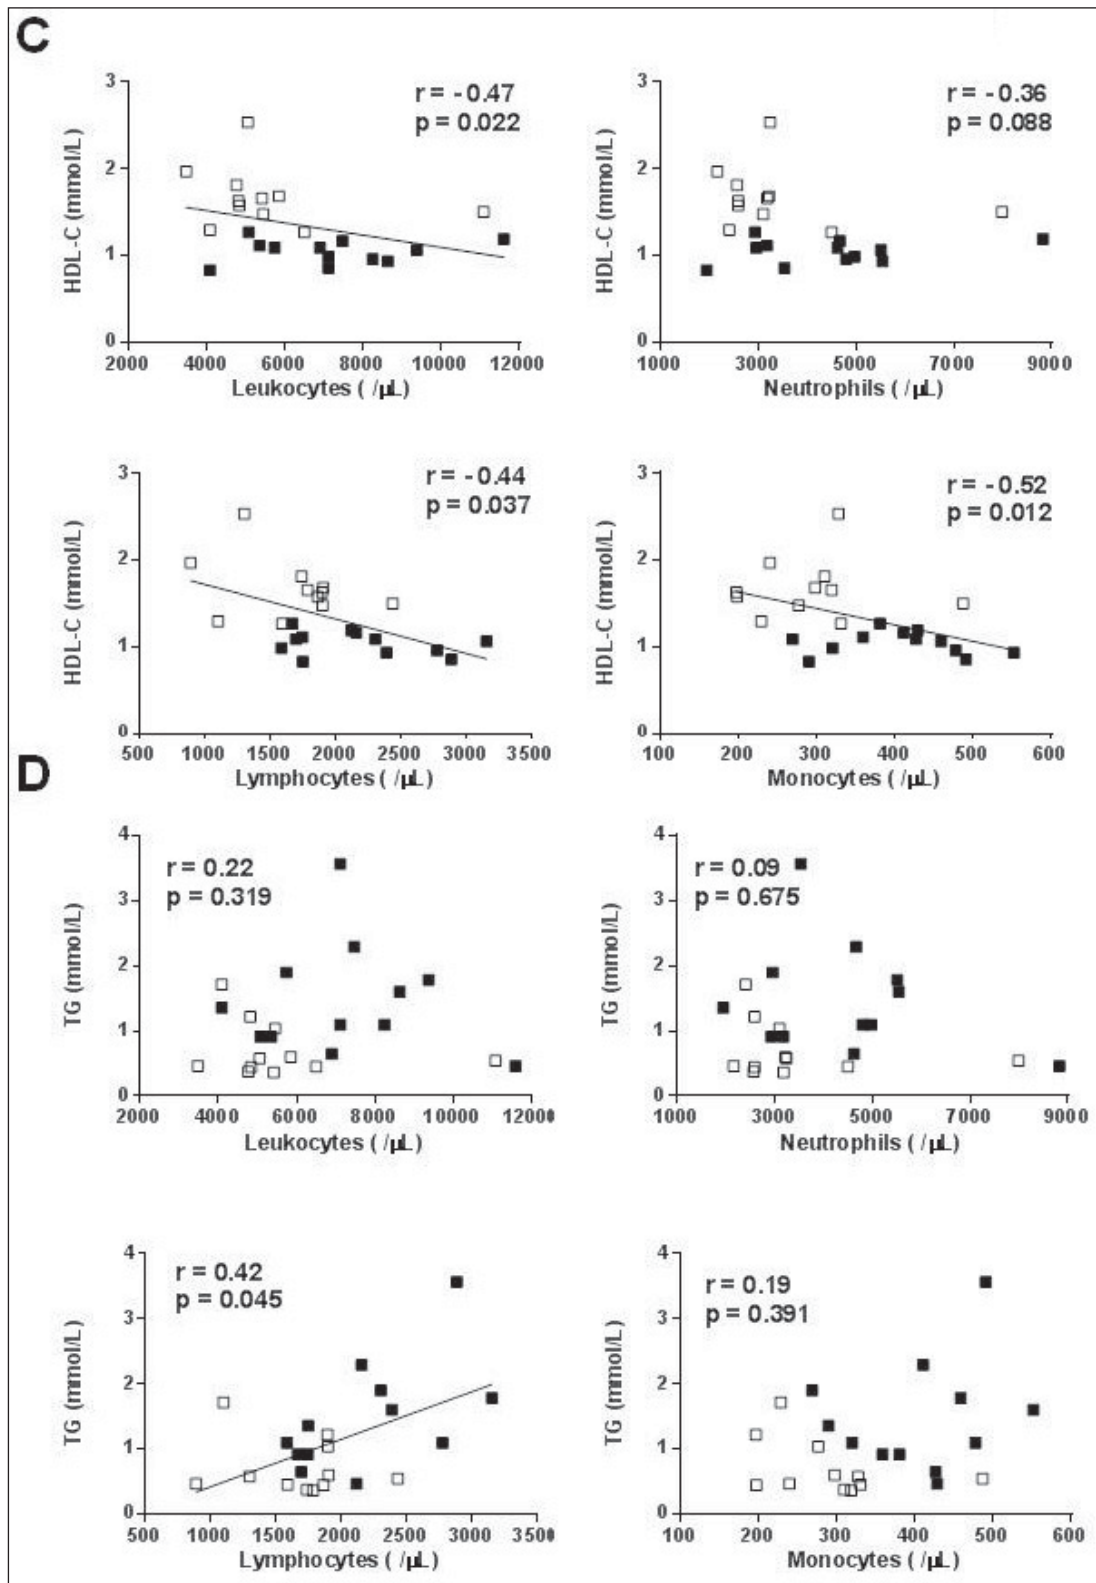 C
r = -0.47
p = 0.022
3
2
1
0
HDL-C (mmol/L)
2000 4000 6000 8000 10000 12000
Leukocytes ( /µL)
r = -0.36
p = 0.088
3
2
1
0
HDL-C (mmol/L)
1000 3000 5000 7000 9000
Neutrophils ( /µL)
r = -0.44
p = 0.037
3
2
1
0
HDL-C (mmol/L)
500 1000 1500 2000 2500 3000 3500
Lymphocytes ( /µL)
r = -0.52
p = 0.012
3
2
1
0
HDL-C (mmol/L)
100 200 300 400 500 600
Monocytes ( /µL)
D
r = 0.22
p = 0.319
4
3
2
1
0
TG (mmol/L)
2000 4000 6000 8000 10000 12000
Leukocytes ( /µL)
r = 0.09
p = 0.675
4
3
2
1
0
TG (mmol/L)
1000 3000 5000 7000 9000
Neutrophils ( /µL)
r = 0.42
p = 0.045
4
3
2
1
0
TG (mmol/L)
500 1000 1500 2000 2500 3000 3500
Lymphocytes ( /µL)
r = 0.19
p = 0.391
4
3
2
1
0
TG (mmol/L)
100 200 300 400 500 600
Monocytes ( /µL)